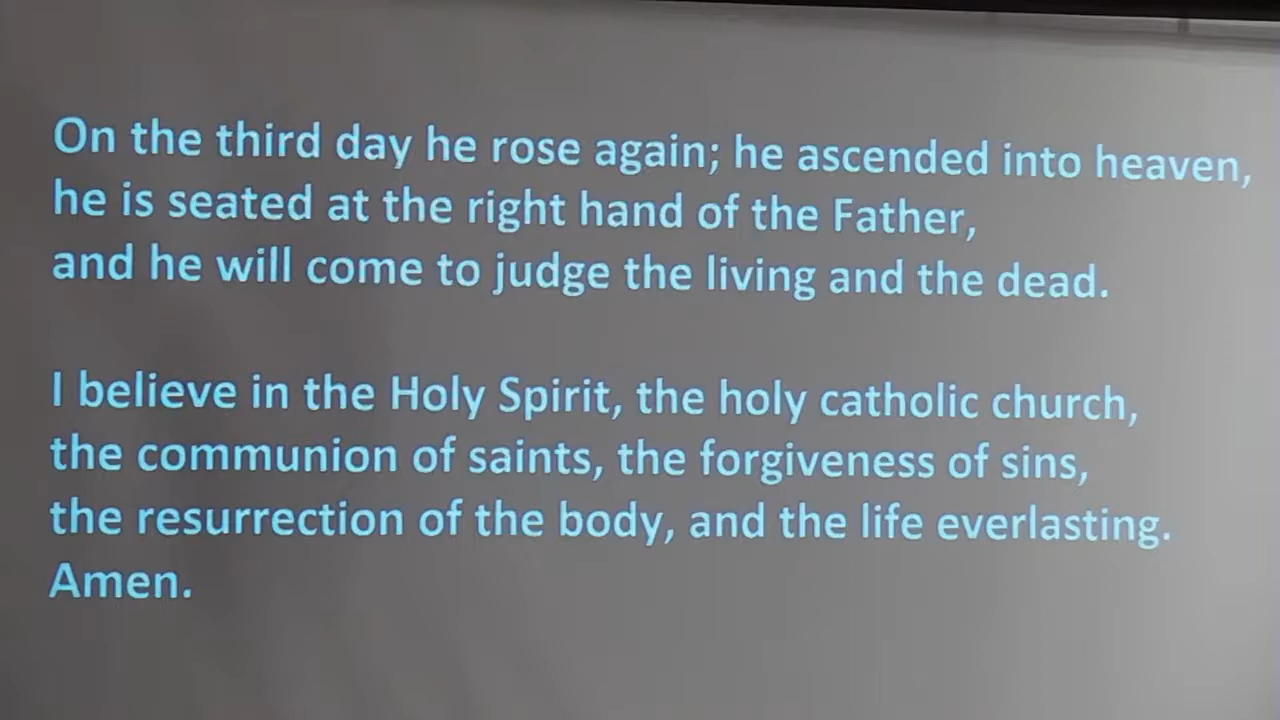 On the third day he rose again; he ascended into heaven,
he is seated at the right hand of the Father,
and he will come to judge the living and the dead.
I believe in the Holy Spirit, the holy catholic church,
the communion of saints, the forgiveness of sins,
the resurrection of the body, and the life everlasting.
Amen.